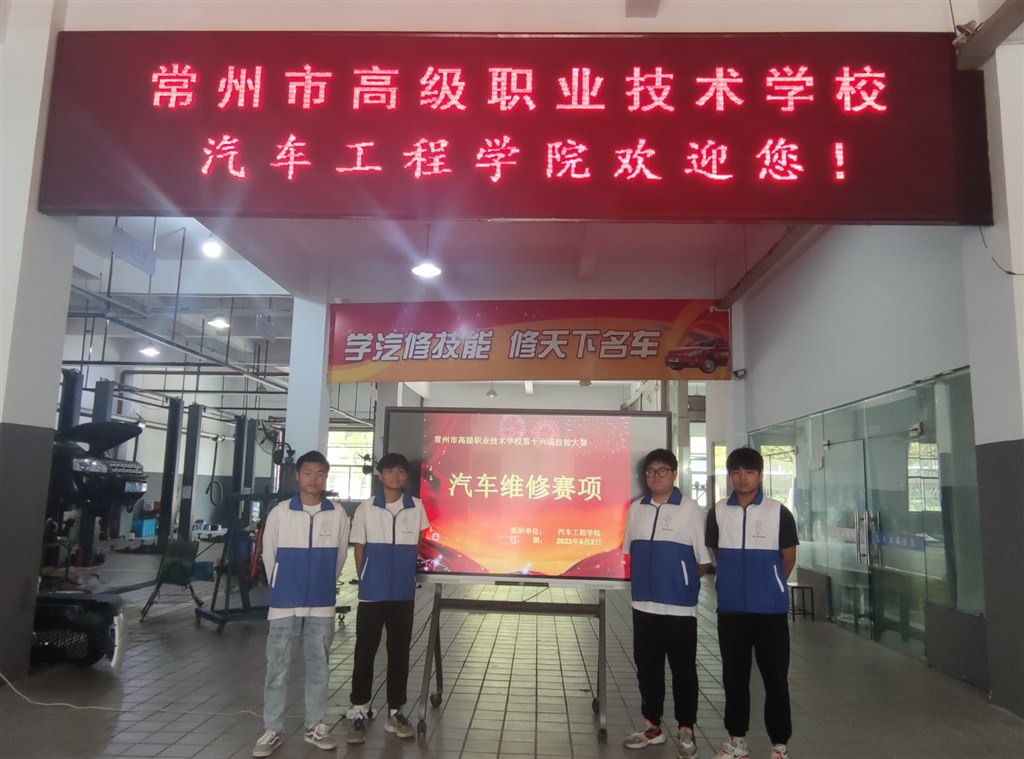 常州市高级职业技术学校
汽车工程学院欢迎您!
学汽修技能 修天下名车
常州市高级职业技术学校第十六届技能大赛
汽车维修赛项
组织单位: 汽车工程学院
日 期: